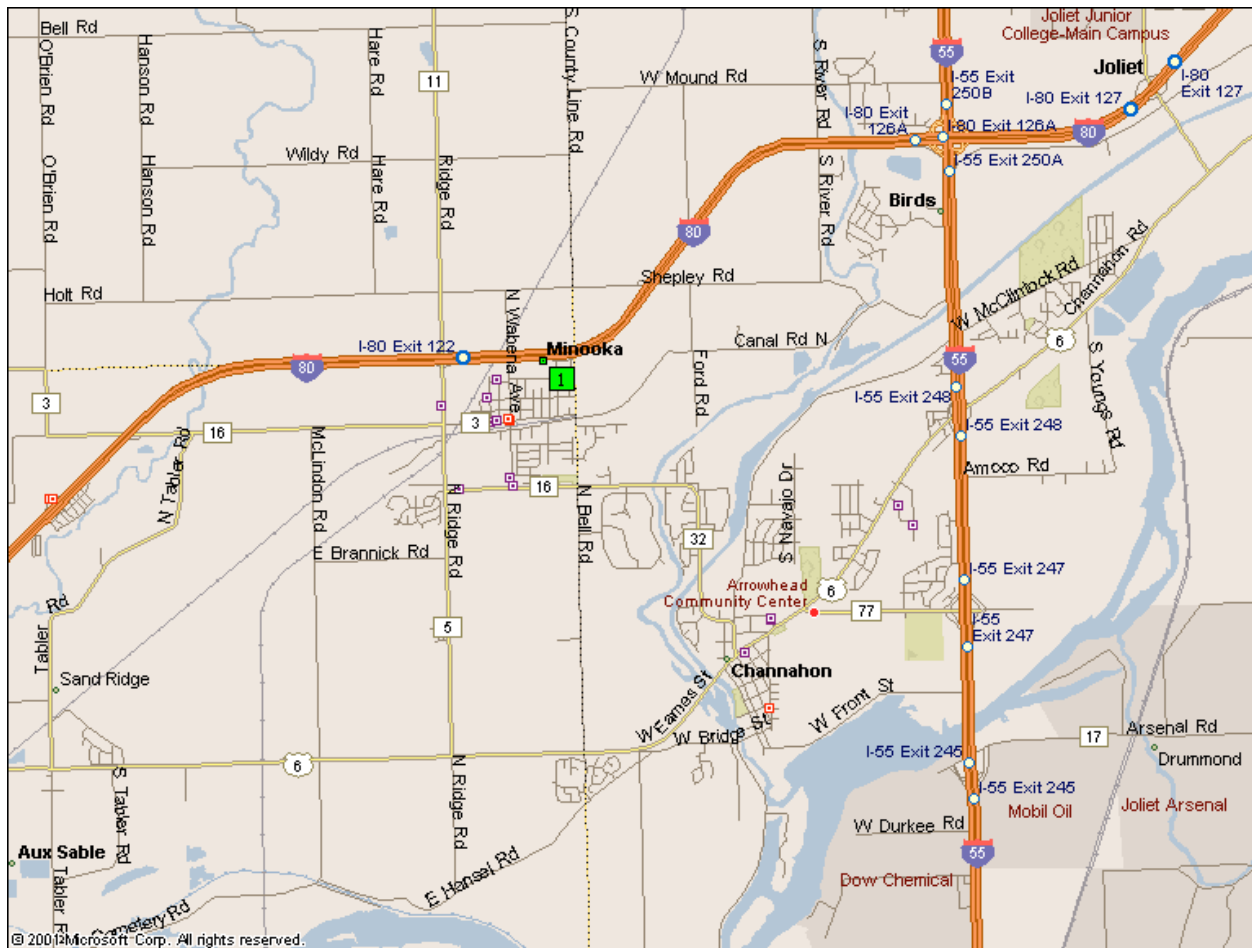 Bell Rd
O'Brien Rd
Hanson Rd
Hare Rd
11
S County Line Rd
W Mound Rd
S River Rd
55
Joliet Junior
College-Main Campus
Joliet
I-55 Exit
250B
I-80
Exit 127
I-80 Exit 127
I-80 Exit
126A
I-80 Exit 126A
80
O'Brien Rd
Hanson Rd
Wildy Rd
Hare Rd
Ridge Rd
S River Rd
I-55 Exit 250A
Birds
80
Holt Rd
Shepley Rd
N Wabena Ave
W McClintock Rd
Channahon Rd
I-80 Exit 122
Minooka
Canal Rd N
6
80
1
Ford Rd
55
S Youngs Rd
3
I-55 Exit 248
16
3
I-55 Exit 248
McLindon Rd
Amoco Rd
N Tabler Rd
16
N Ridge Rd
N Bell Rd
S Navajo Dr
32
E Brannick Rd
I-55 Exit 247
Arrowhead
Community Center
6
77
Rd
Tabler
5
I-55
Exit 247
Sand Ridge
Channahon
W Eames St
W Bridge St
W Front St
17
Arsenal Rd
Drummond
6
S Tabler Rd
N Ridge Rd
I-55 Exit 245
I-55 Exit 245
Mobil Oil
Joliet Arsenal
W Durkee Rd
55
Aux Sable
Dow Chemical
Tabler R
E Hansel Rd
Cemetery Rd
© 2001 Microsoft Corp. All rights reserved.